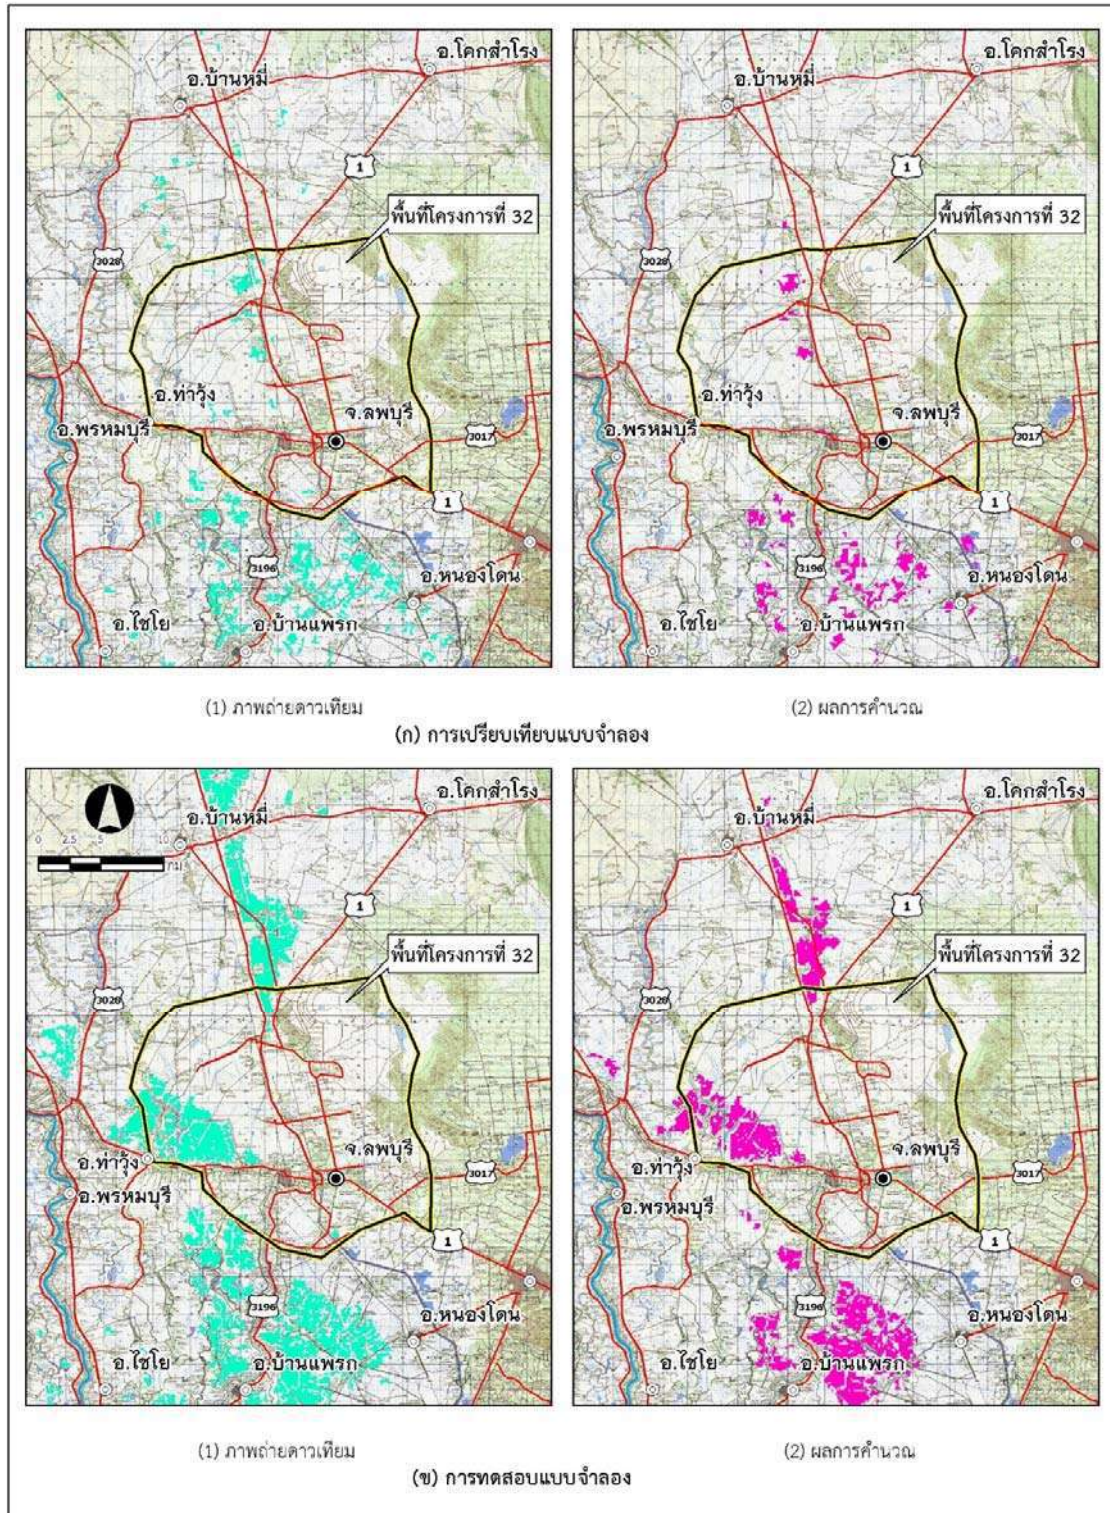 อ.โคกสำโรง
อ.บ้านหมี่
1
พื้นที่โครงการที่ 32
3028
อ.ท่าวุ้ง
จ.ลพบุรี
อ.พรหมบุรี
3017
1
3196
อ.หนองโดน
อ.ไชโย
อ.บ้านแพรก
อ.โคกสำโรง
อ.บ้านหมี่
1
พื้นที่โครงการที่ 32
3028
อ.ท่าวุ้ง
จ.ลพบุรี
อ.พรหมบุรี
3017
1
3196
อ.หนองโดน
อ.ไชโย
อ.บ้านแพรก
(1) ภาพถ่ายดาวเทียม
(2) ผลการคำนวณ
(ก) การเปรียบเทียบแบบจำลอง
อ.โคกสำโรง
อ.บ้านหมี่
0 2.5 5 10
กม
1
พื้นที่โครงการที่ 32
3028
จ.ลพบุรี
อ.ท่าวุ้ง
3017
อ.พรหมบุรี
1
3196
อ.หนองโดน
อ.ไชโย
อ.บ้านแพรก
อ.โคกสำโรง
อ.บ้านหมี่
1
พื้นที่โครงการที่ 32
3028
จ.ลพบุรี
อ.ท่าวุ้ง
3017
อ.พรหมบุรี
1
3196
อ.หนองโดน
อ.ไชโย
อ.บ้านแพรก
(1) ภาพถ่ายดาวเทียม
(2) ผลการคำนวณ
(ข) การทดสอบแบบจำลอง